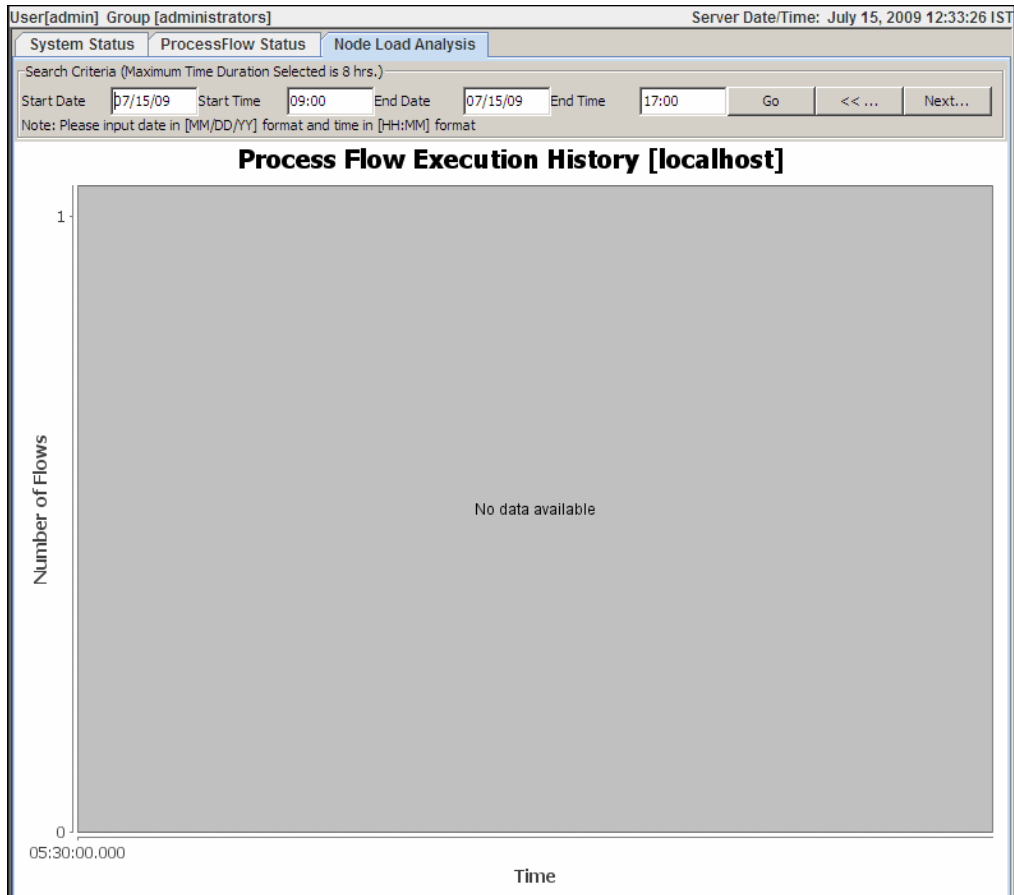 User[admin] Group [administrators] Server Date/Time: July 15, 2009 12:33:26 IST
System Status ProcessFlow Status Node Load Analysis
Search Criteria (Maximum Time Duration Selected is 8 hrs.)
Start Date 07/15/09 Start Time 09:00 End Date 07/15/09 End Time 17:00 Go << ... Next...
Note: Please input date in [MM/DD/YY] format and time in [HH:MM] format
Process Flow Execution History [localhost]
1
Number of Flows
No data available
0
05:30:00.000
Time